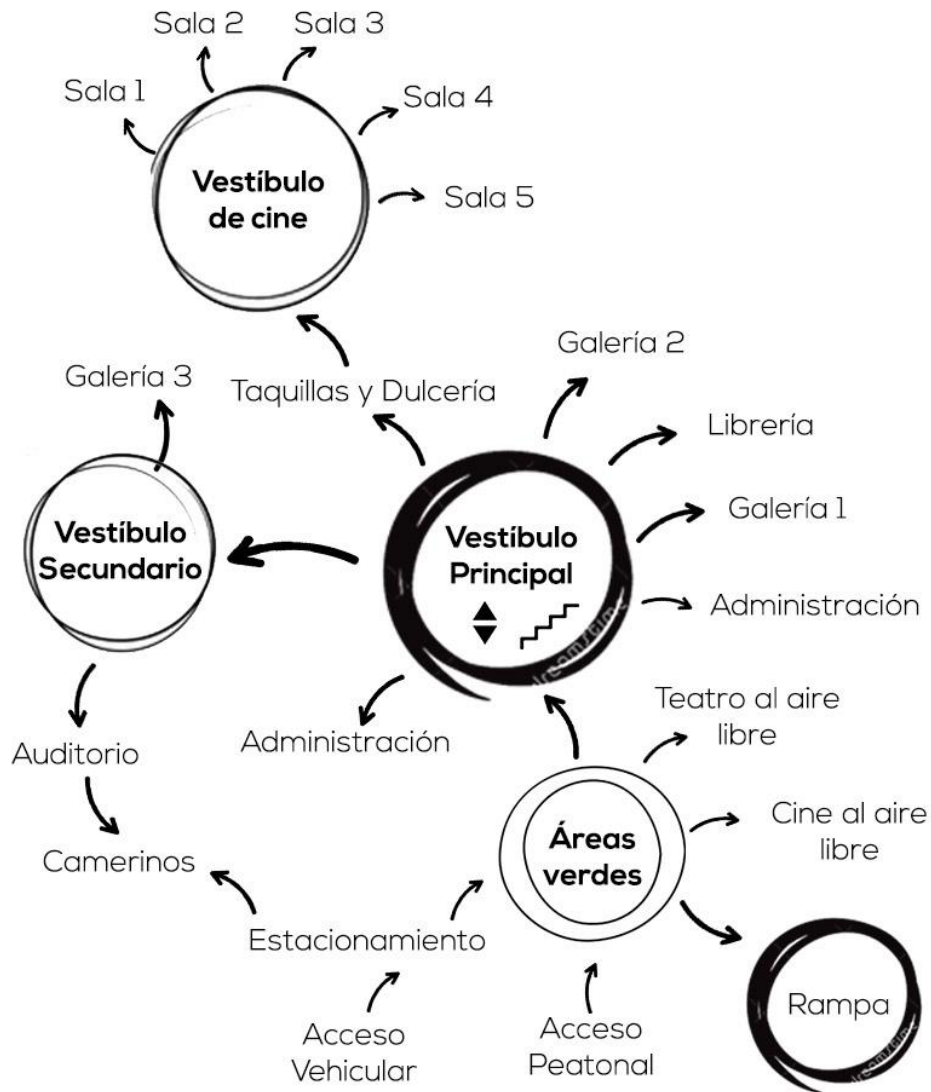 Sala 2
Sala 3
Sala 1
Sala 4
Vestíbulo
de cine
Sala 5
Galería 2
Galería 3
Taquillas y Dulcería
Librería
Galería 1
Vestíbulo
Secundario
Vestíbulo
Principal
Administración
dreamstime
Teatro al aire
libre
Auditorio
Administración
Cine al aire
libre
Áreas
verdes
Camerinos
Estacionamiento
Rampa
Acceso
Vehicular
Acceso
Peatonal
dreamstime